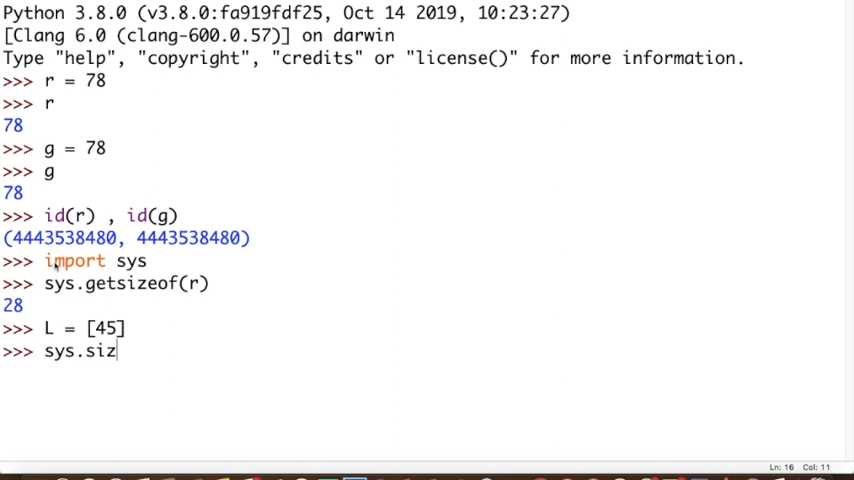 Python 3.8.0 (v3.8.0:fa919fdf25, Oct 14 2019, 10:23:27)
[Clang 6.0 (clang-600.0.57)] on darwin
Type "help", "copyright", "credits" or "license()" for more information.
>>> r = 78
>>> r
78
>>> g = 78
>>> g
78
>>> id(r) , id(g)
(4443538480, 4443538480)
>>> import sys
>>> sys.getsizeof(r)
28
>>> L = [45]
>>> sys.siz
Ln: 16 Col: 11